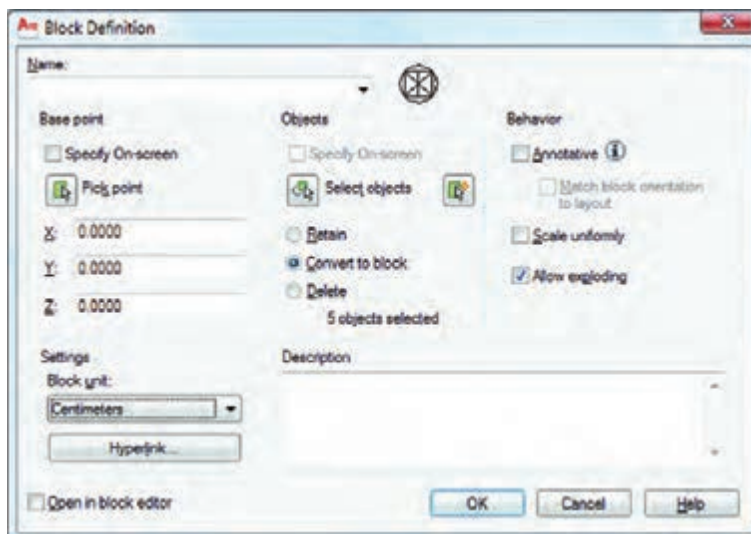 Block Definition
Name:
Base point
Specify On-screen
Pick point
X: 0.0000
Y: 0.0000
Z: 0.0000
Objects
Specify On-screen
Select objects
Retain
Convert to block
Delete
5 objects selected
Behavior
Annotative
Match block orientation
to layout
Scale uniformly
Allow exploding
Settings
Block unit:
Centimeters
Hyperlink...
Description
Open in block editor
OK
Cancel
Help